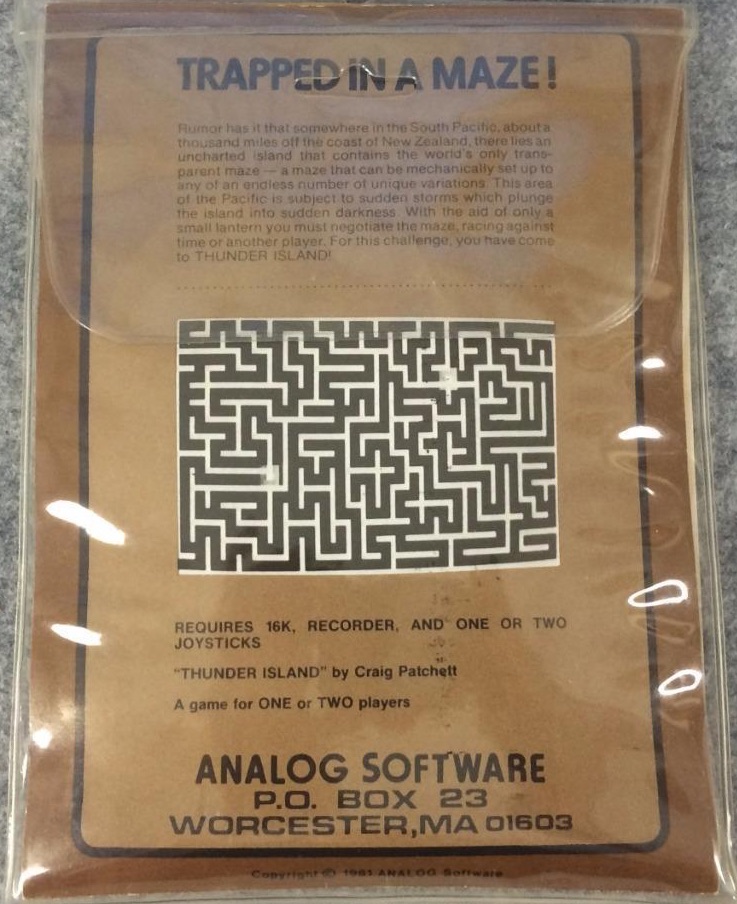 TRAPPED IN A MAZE!
Rumor has it that somewhere in the South Pacific, about a
thousand miles off the coast of New Zealand, there lies an
uncharted island that contains the world's only trans-
parent maze — a maze that can be mechanically set up to
any of an endless number of unique variations. This area
of the Pacific is subject to sudden storms which plunge
the island into sudden darkness. With the aid of only a
small lantern you must negotiate the maze, racing against
time or another player. For this challenge, you have come
to THUNDER ISLAND!
REQUIRES 16K, RECORDER, AND ONE OR TWO
JOYSTICKS
"THUNDER ISLAND" by Craig Patchett
A game for ONE or TWO players
ANALOG SOFTWARE
P.O. BOX 23
WORCESTER,MA 01603
Copyright © 1981 ANALOG Software